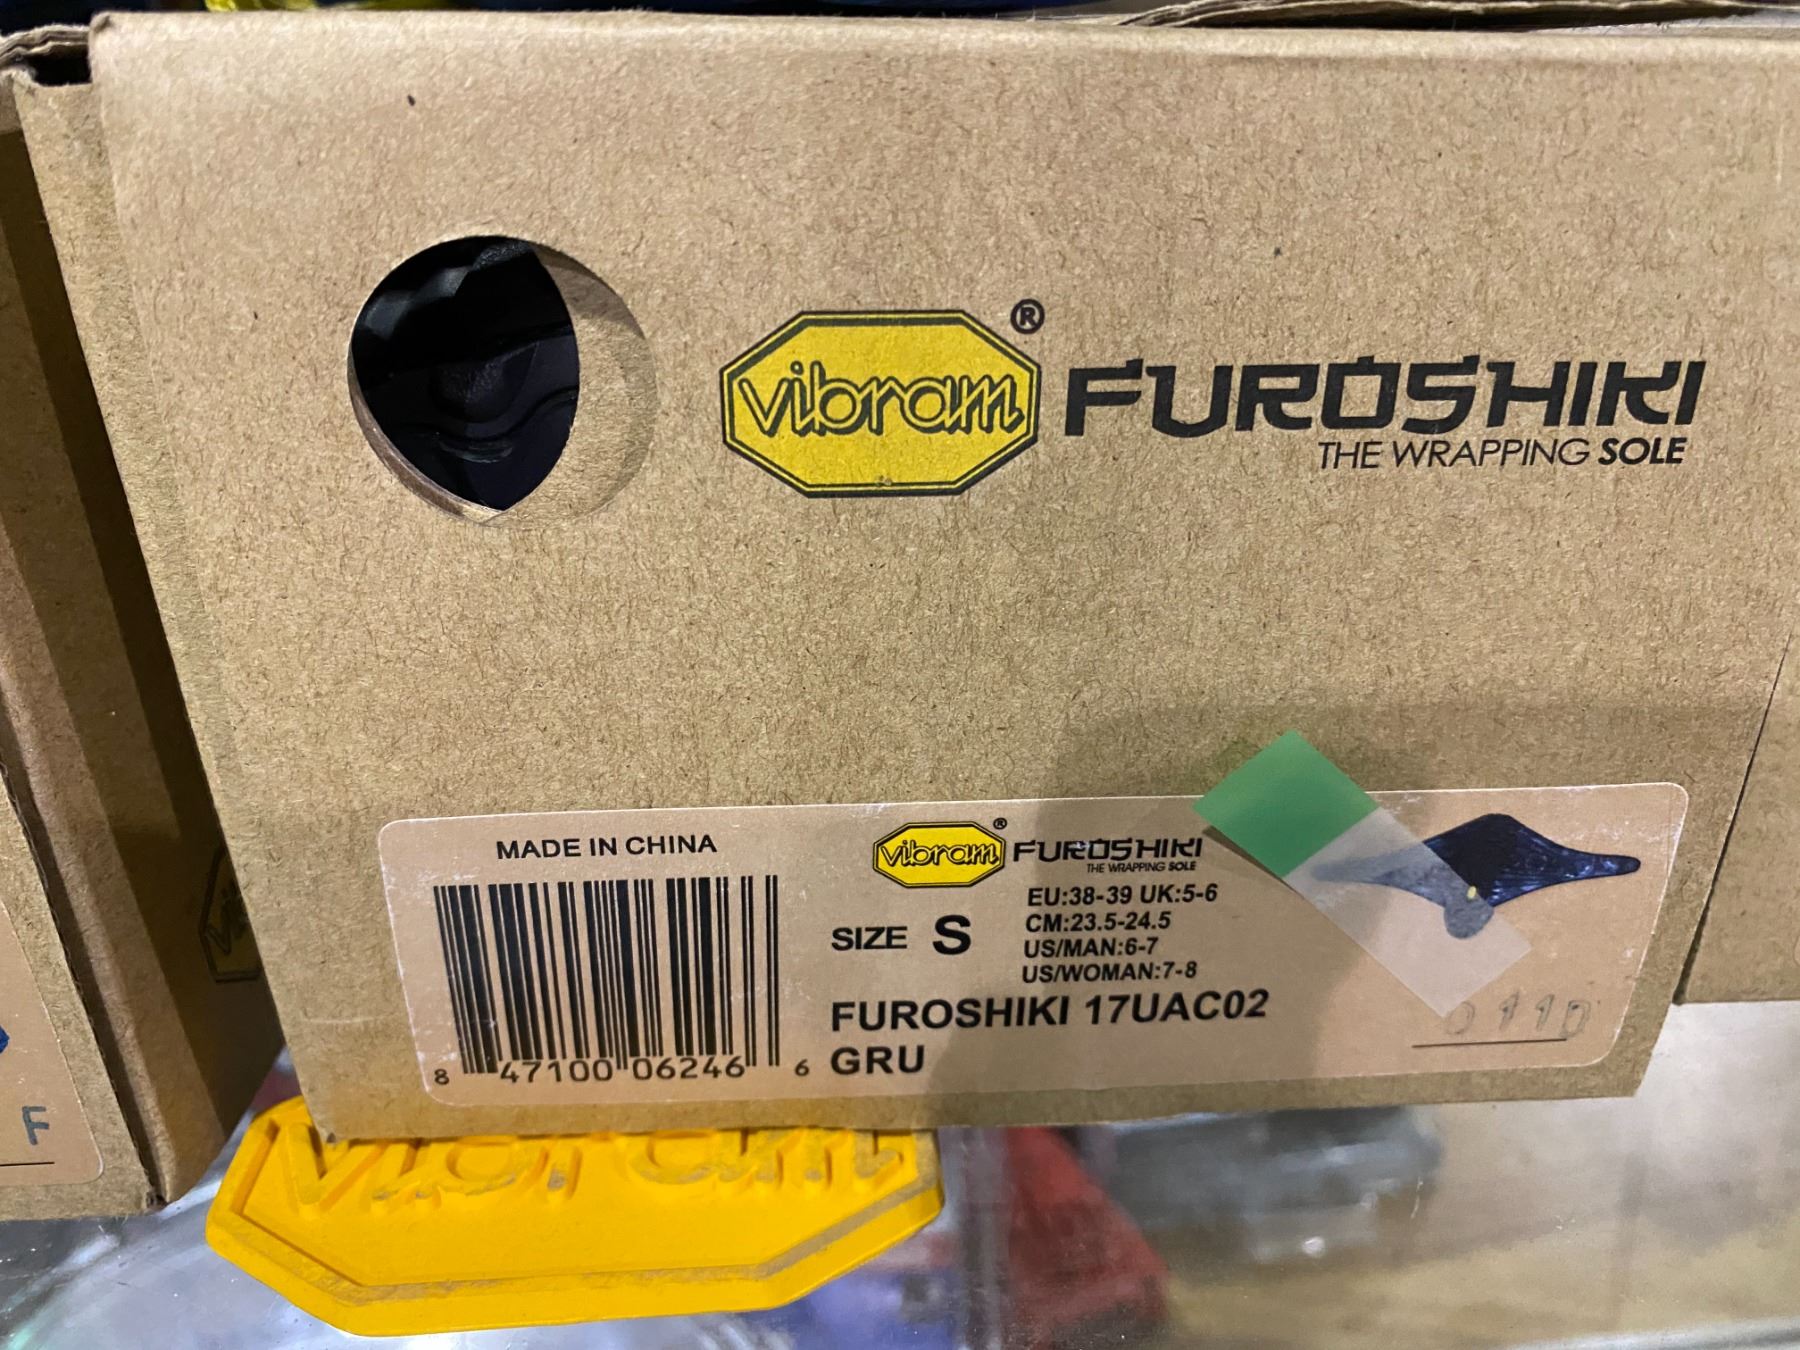 vibram®
FUROSHIKI
THE WRAPPING SOLE
MADE IN CHINA
vibram®
FUROSHIKI
THE WRAPPING SOLE
SIZE S
EU:38-39 UK:5-6
CM:23.5-24.5
US/MAN:6-7
US/WOMAN:7-8
FUROSHIKI 17UAC02
GRU
8 47100 06246 6
F
vibram